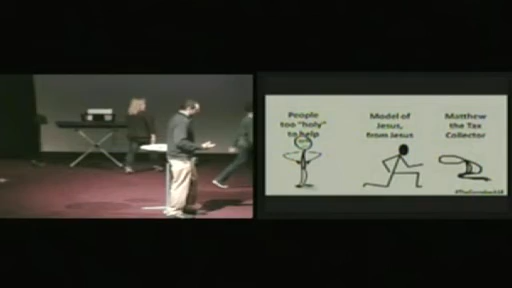 People
too "holy"
to help
Model of
Jesus,
from Jesus
Matthew
the Tax
Collector